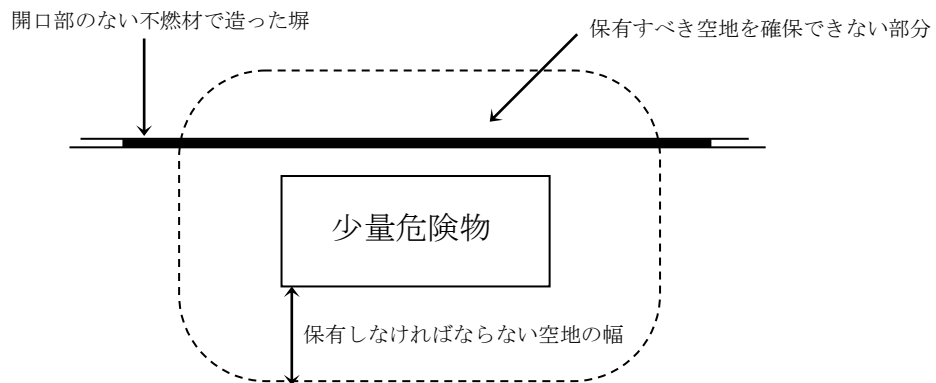 開口部のない不燃材で造った塀
保有すべき空地を確保できない部分
少量危険物
保有しなければならない空地の幅